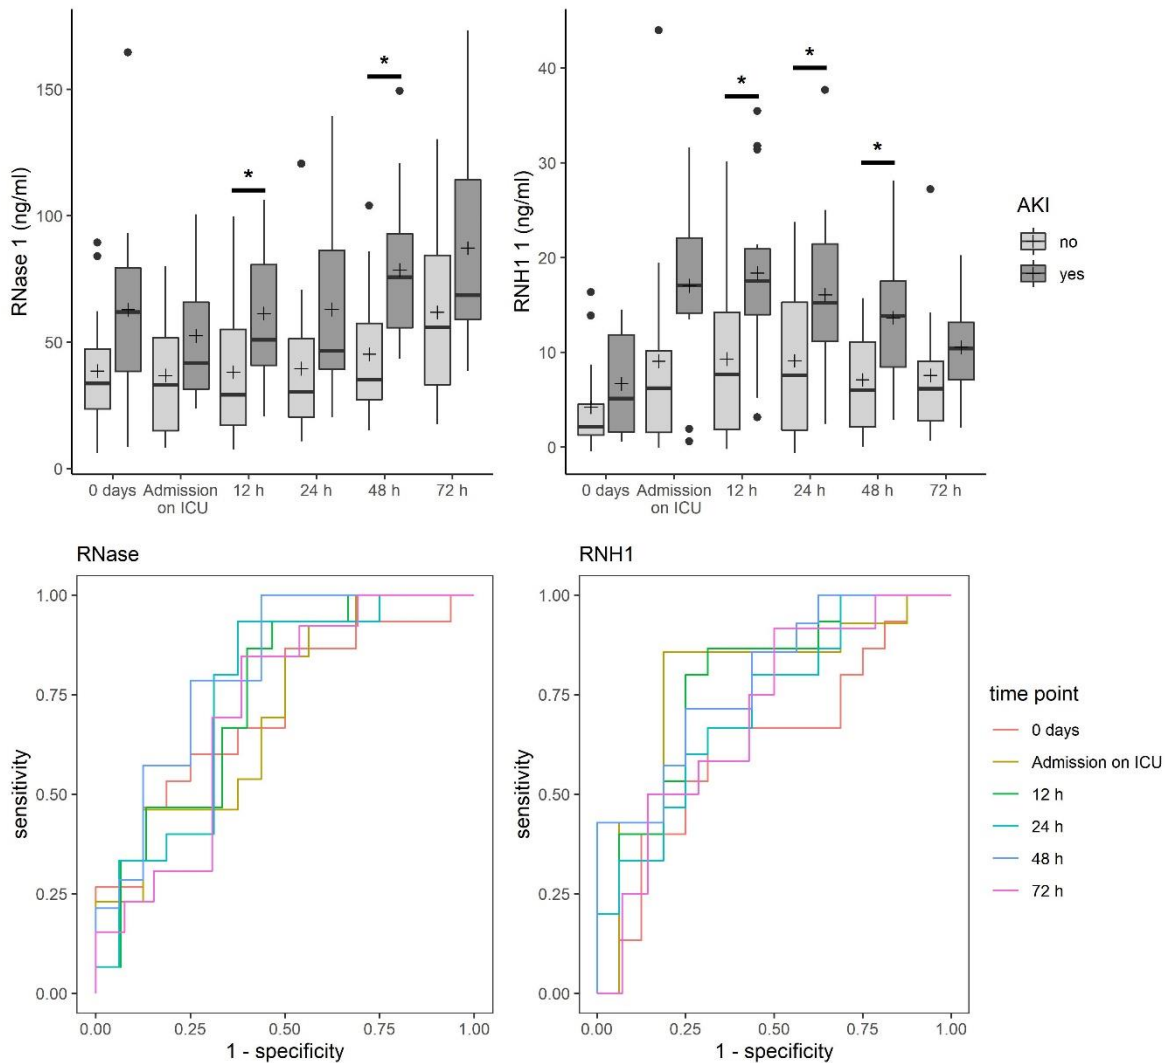 RNase 1 (ng/ml)
150
100
50
0
*
*
0 days
Admission
on ICU
12 h
24 h
48 h
72 h
RNH1 1 (ng/ml)
40
30
20
10
0
*
*
*
0 days
Admission
on ICU
12 h
24 h
48 h
72 h
AKI
no
yes
RNase
sensitivity
1.00
0.75
0.50
0.25
0.00
0.00
0.25
0.50
0.75
1.00
1 - specificity
RNH1
sensitivity
1.00
0.75
0.50
0.25
0.00
0.00
0.25
0.50
0.75
1.00
1 - specificity
time point
0 days
Admission on ICU
12 h
24 h
48 h
72 h